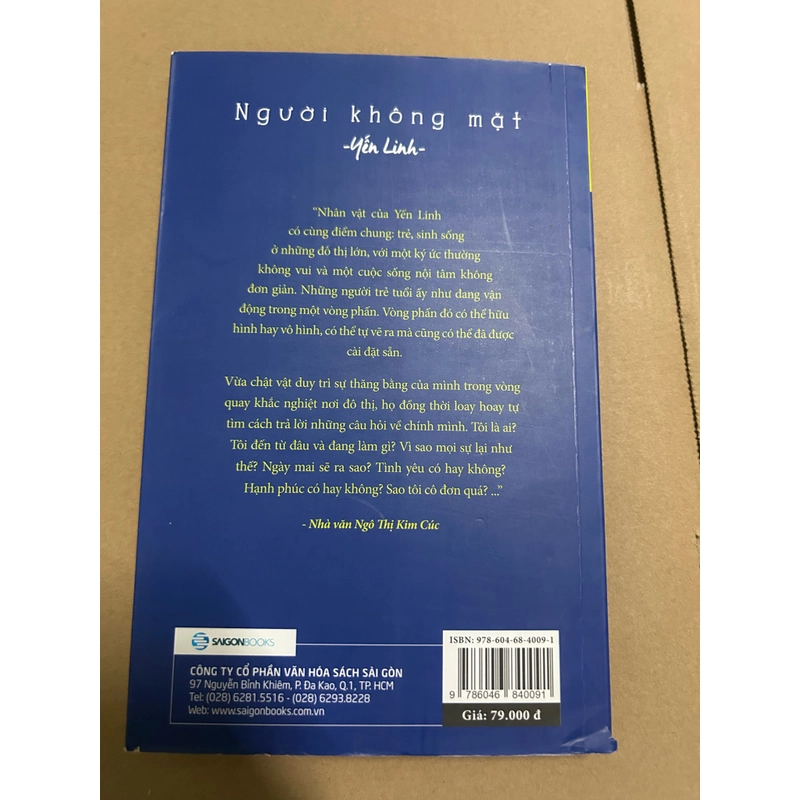 Người không mặt
-Yến Linh-
"Nhân vật của Yến Linh
có cùng điểm chung: trẻ, sinh sống
ở những đô thị lớn, với một ký ức thường
không vui và một cuộc sống nội tâm không
đơn giản. Những người trẻ tuổi ấy như đang vận
động trong một vòng phấn. Vòng phấn đó có thể hữu
hình hay vô hình, có thể tự vẽ ra mà cũng có thể đã được
cài đặt sẵn.
Vừa chật vật duy trì sự thăng bằng của mình trong vòng
quay khắc nghiệt nơi đô thị, họ đồng thời loay hoay tự
tìm cách trả lời những câu hỏi về chính mình. Tôi là ai?
Tôi đến từ đâu và đang làm gì? Vì sao mọi sự lại như
thế? Ngày mai sẽ ra sao? Tình yêu có hay không?
Hạnh phúc có hay không? Sao tôi cô đơn quá? ..."
- Nhà văn Ngô Thị Kim Cúc
SAIGONBOOKS
CÔNG TY CỔ PHẦN VĂN HÓA SÁCH SÀI GÒN
97 Nguyễn Bỉnh Khiêm, P. Đa Kao, Q.1, TP. HCM
Tel: (028) 6281.5516 - (028) 6293.8228
Web: www.saigonbooks.com.vn
ISBN: 978-604-68-4009-1
9 786046 840091
Giá: 79.000 đ